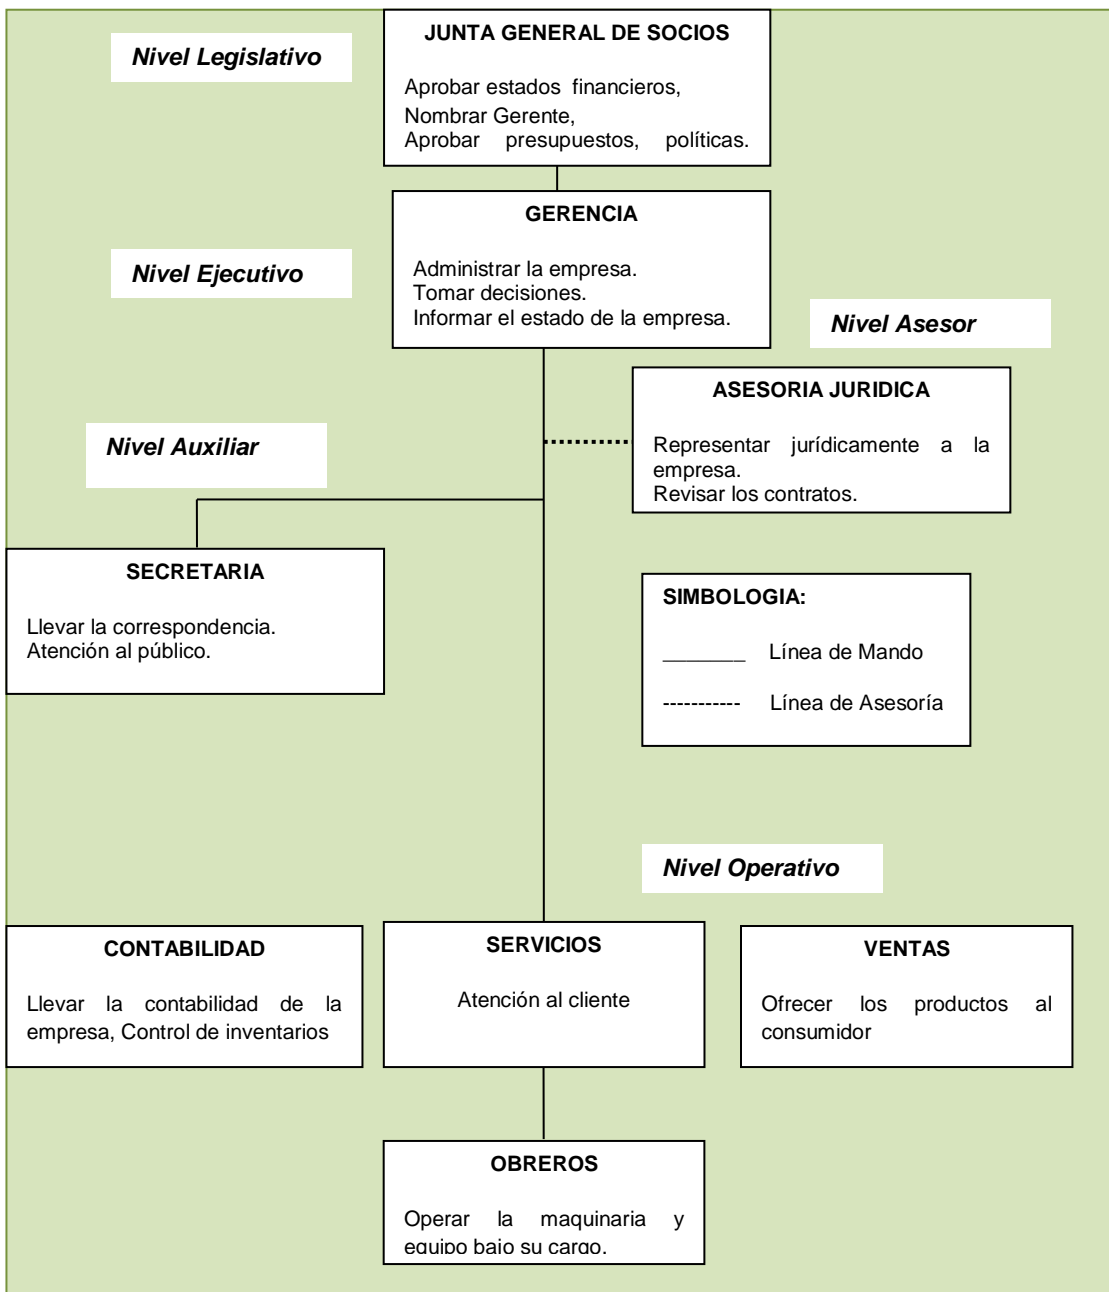 JUNTA GENERAL DE SOCIOS
Nivel Legislativo
Aprobar estados financieros,
Nombrar Gerente,
Aprobar presupuestos, políticas.
GERENCIA
Nivel Ejecutivo
Administrar la empresa.
Tomar decisiones.
Informar el estado de la empresa.
Nivel Asesor
ASESORIA JURIDICA
Representar jurídicamente a la
empresa.
Revisar los contratos.
Nivel Auxiliar
SECRETARIA
Llevar la correspondencia.
Atención al público.
SIMBOLOGIA:
_______ Línea de Mando
----------- Línea de Asesoría
Nivel Operativo
CONTABILIDAD
Llevar la contabilidad de la
empresa, Control de inventarios
SERVICIOS
Atención al cliente
VENTAS
Ofrecer los productos al
consumidor
OBREROS
Operar la maquinaria y
equipo bajo su cargo.